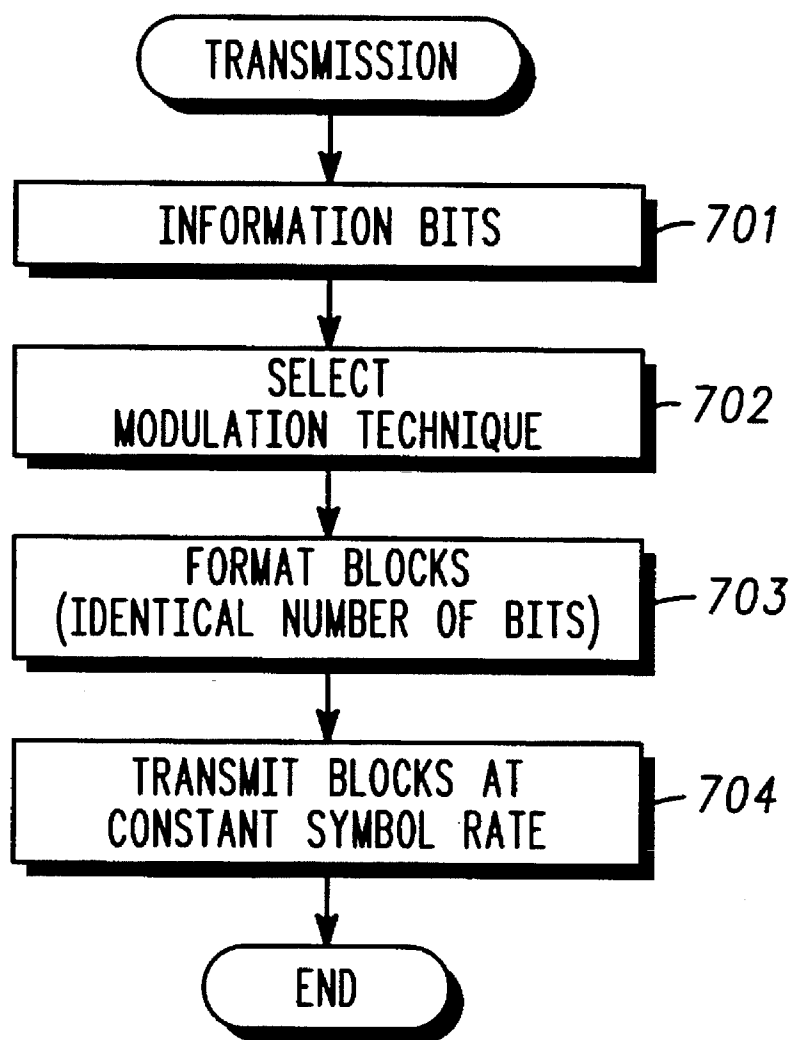 TRANSMISSION
INFORMATION BITS
701
SELECT
MODULATION TECHNIQUE
702
FORMAT BLOCKS
(IDENTICAL NUMBER OF BITS)
703
TRANSMIT BLOCKS AT
CONSTANT SYMBOL RATE
704
END